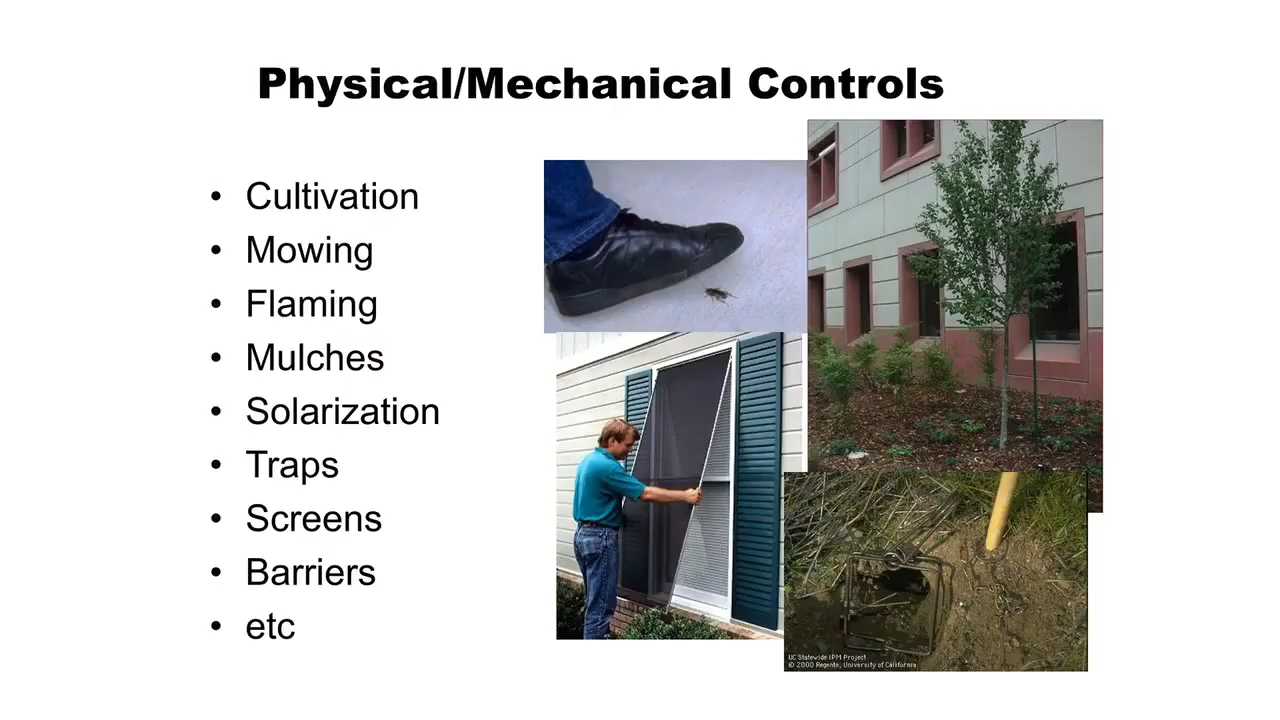 Physical/Mechanical Controls
• Cultivation
• Mowing
• Flaming
• Mulches
• Solarization
• Traps
• Screens
• Barriers
• etc
UC Statewide IPM Project
© 2000 Regents, University of California